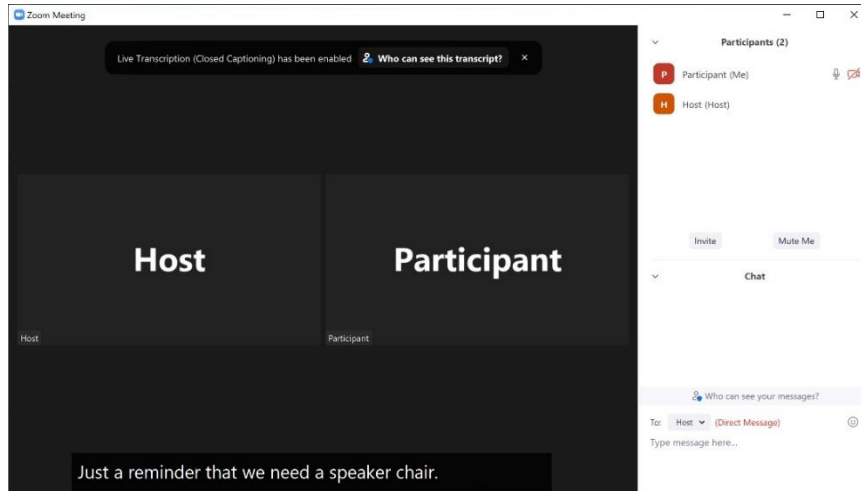 Zoom Meeting
Live Transcription (Closed Captioning) has been enabled Who can see this transcript?
Host
Participant
Host
Participant
Just a reminder that we need a speaker chair.
Participants (2)
P Participant (Me)
H Host (Host)
Invite Mute Me
Chat
Who can see your messages?
To: Host (Direct Message)
Type message here...